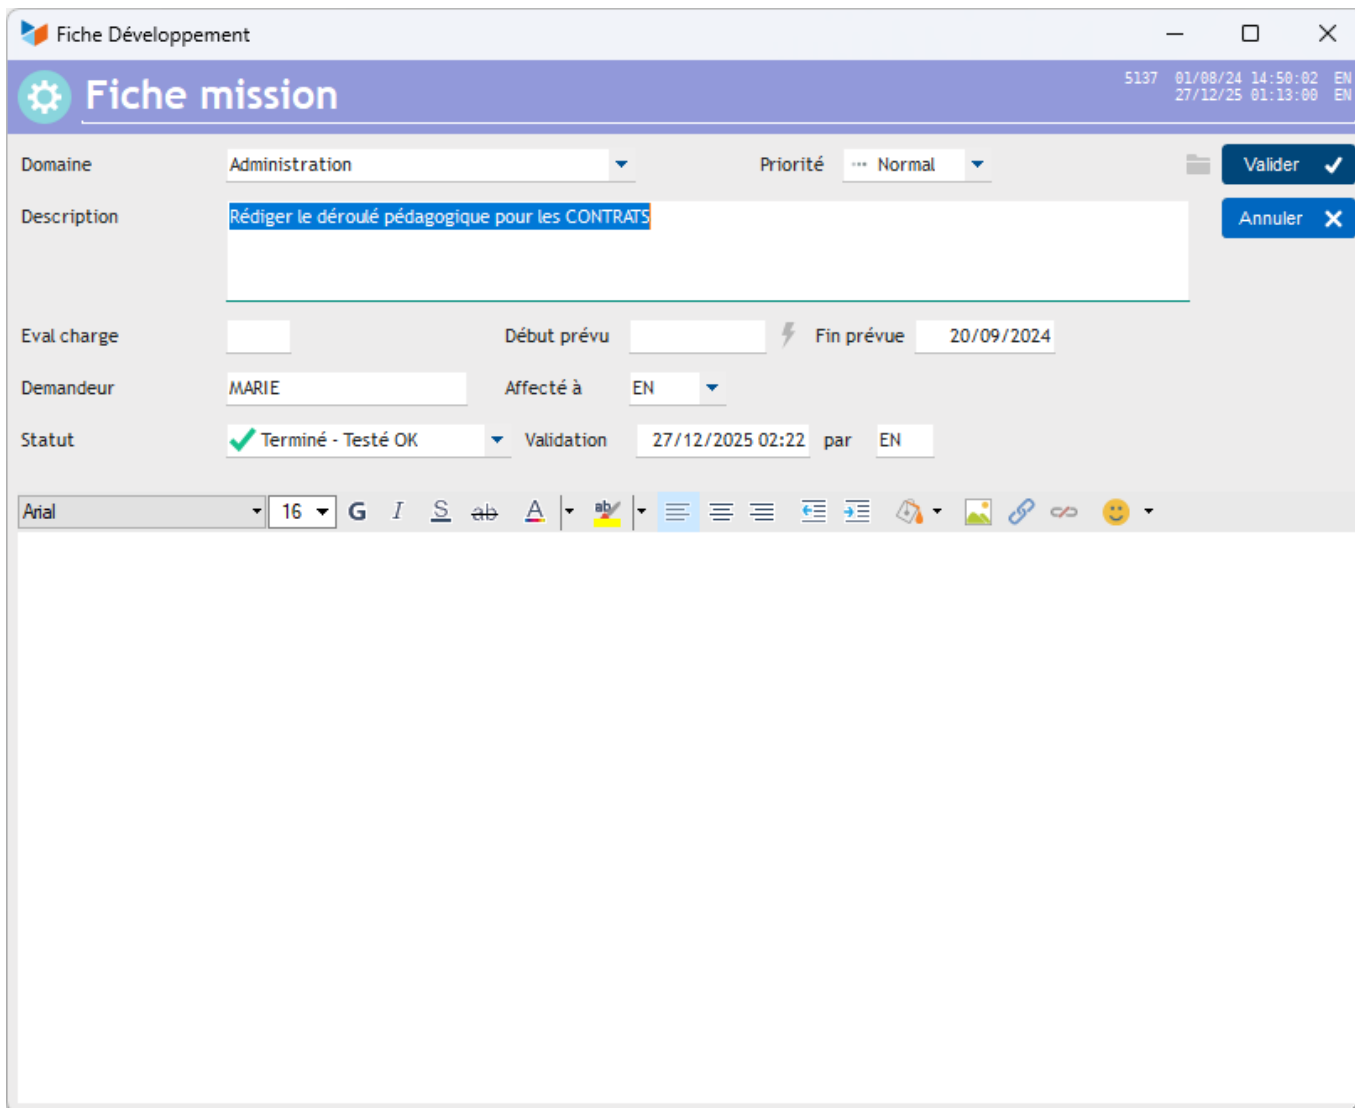 Fiche Développement
Fiche mission
5137 01/08/24 14:50:02 EN
27/12/25 01:13:00 EN
Domaine Administration Priorité Normal Valider
Description Rédiger le déroulé pédagogique pour les CONTRATS Annuler
Eval charge Début prévu Fin prévue 20/09/2024
Demandeur MARIE Affecté à EN
Statut Terminé - Testé OK Validation 27/12/2025 02:22 par EN
Arial 16 G I S ab A ab